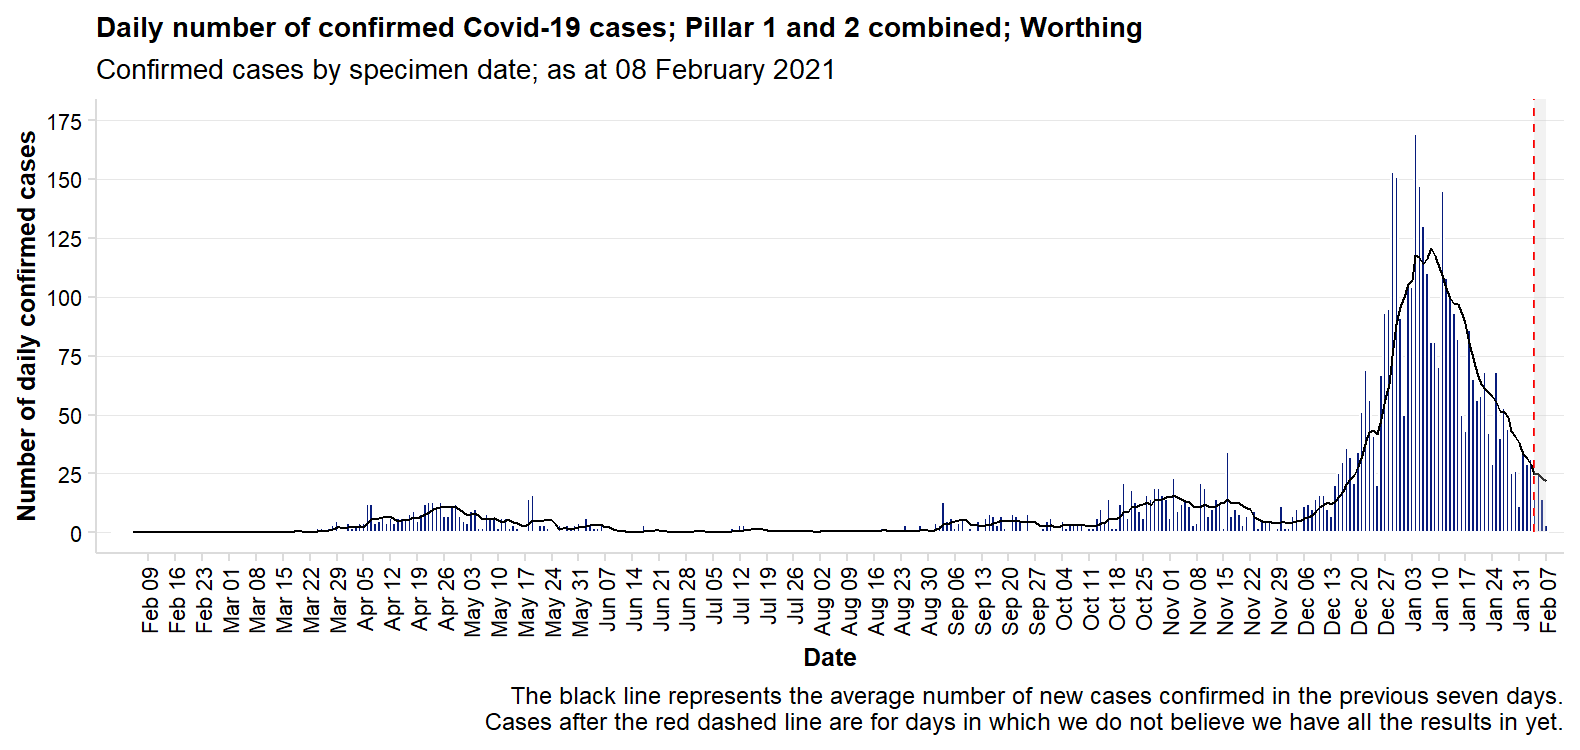 Daily number of confirmed Covid-19 cases; Pillar 1 and 2 combined; Worthing
Confirmed cases by specimen date; as at 08 February 2021
Number of daily confirmed cases
175
150
125
100
75
50
25
0
Feb 09
Feb 16
Feb 23
Mar 01
Mar 08
Mar 15
Mar 22
Mar 29
Apr 05
Apr 12
Apr 19
Apr 26
May 03
May 10
May 17
May 24
May 31
Jun 07
Jun 14
Jun 21
Jun 28
Jul 05
Jul 12
Jul 19
Jul 26
Aug 02
Aug 09
Aug 16
Aug 23
Aug 30
Sep 06
Sep 13
Sep 20
Sep 27
Oct 04
Oct 11
Oct 18
Oct 25
Nov 01
Nov 08
Nov 15
Nov 22
Nov 29
Dec 06
Dec 13
Dec 20
Dec 27
Jan 03
Jan 10
Jan 17
Jan 24
Jan 31
Feb 07
Date
The black line represents the average number of new cases confirmed in the previous seven days.
Cases after the red dashed line are for days in which we do not believe we have all the results in yet.